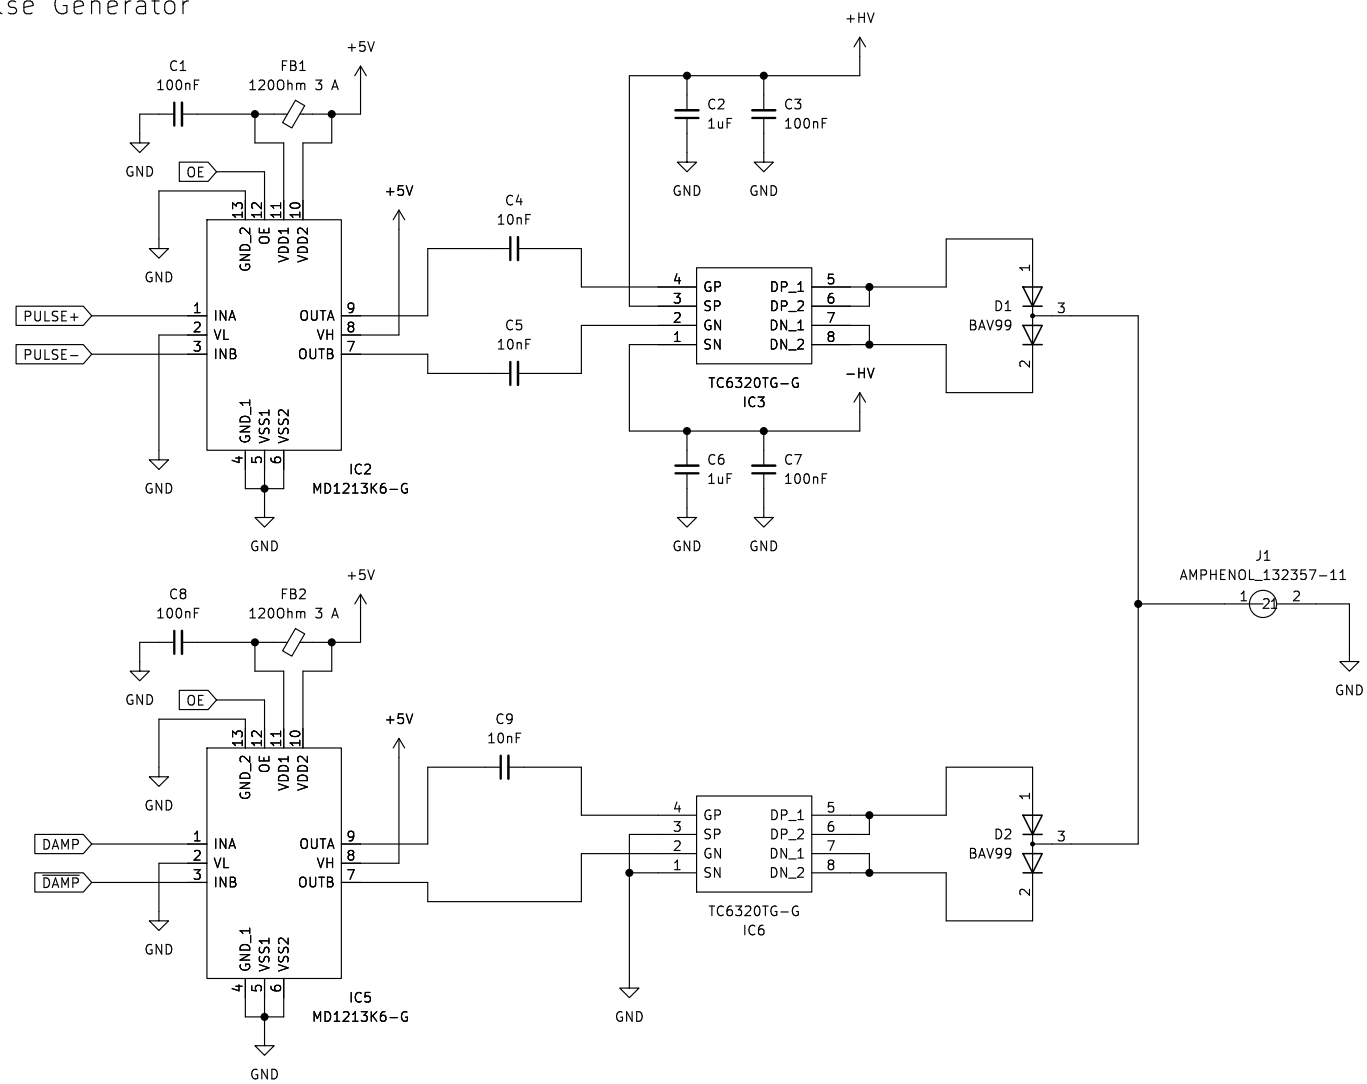 lse Generator
+HV
+5V
C1
100nF
FB1
120Ohm 3 A
C2
1uF
C3
100nF
GND
OE
GND
GND
+5V
C4
10nF
13
12
11
10
GND_2
OE
VDD1
VDD2
GND
4
GP
DP_1
5
3
SP
DP_2
6
2
GN
DN_1
7
1
SN
DN_2
8
1
D1
BAV99
3
2
PULSE+
1
INA
OUTA
9
2
VL
VH
8
PULSE-
3
INB
OUTB
7
C5
10nF
-HV
TC6320TG-G
IC3
GND_1
VSS1
VSS2
4
5
6
GND
IC2
MD1213K6-G
C6
1uF
C7
100nF
GND
GND
GND
J1
AMPHENOL_132357-11
1
21
2
GND
+5V
C8
100nF
FB2
120Ohm 3 A
GND
OE
+5V
C9
10nF
13
12
11
10
GND_2
OE
VDD1
VDD2
GND
4
GP
DP_1
5
3
SP
DP_2
6
2
GN
DN_1
7
1
SN
DN_2
8
1
D2
BAV99
3
2
DAMP
1
INA
OUTA
9
2
VL
VH
8
DAMP
3
INB
OUTB
7
TC6320TG-G
IC6
GND
GND_1
VSS1
VSS2
4
5
6
IC5
MD1213K6-G
GND
GND